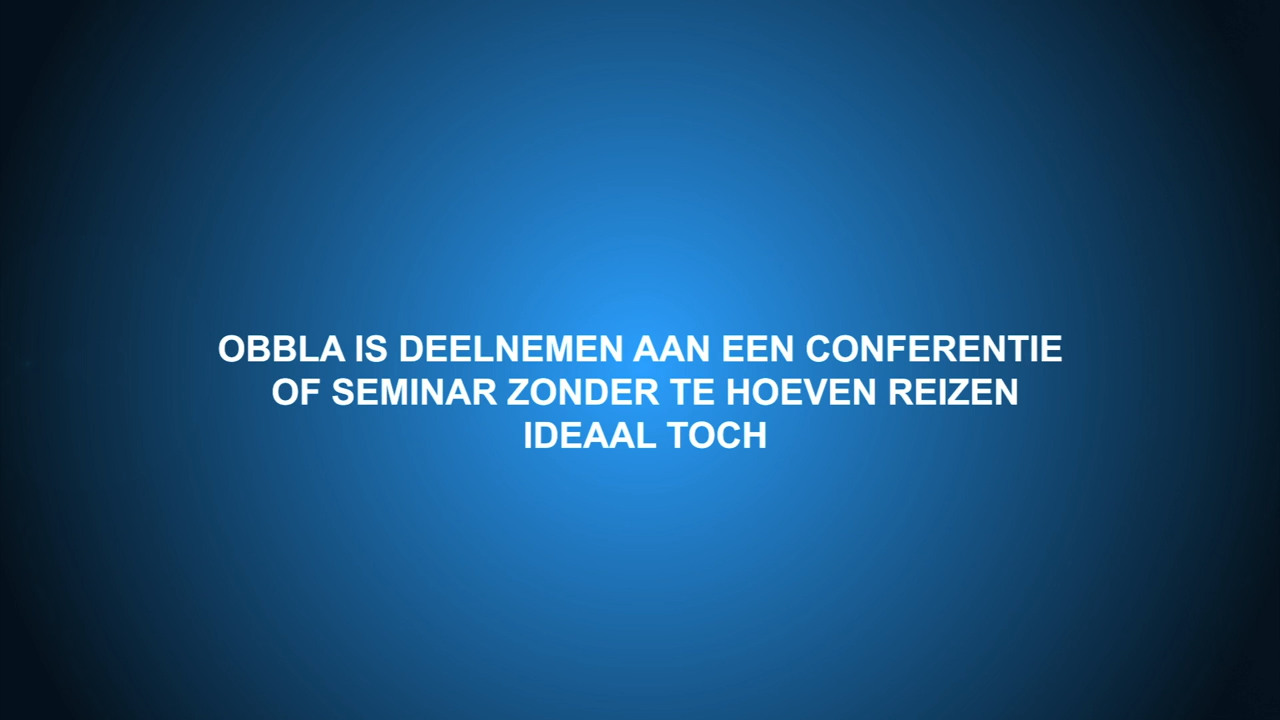 OBBLA IS DEELNEMEN AAN EEN CONFERENTIE
OF SEMINAR ZONDER TE HOEVEN REIZEN
IDEAAL TOCH